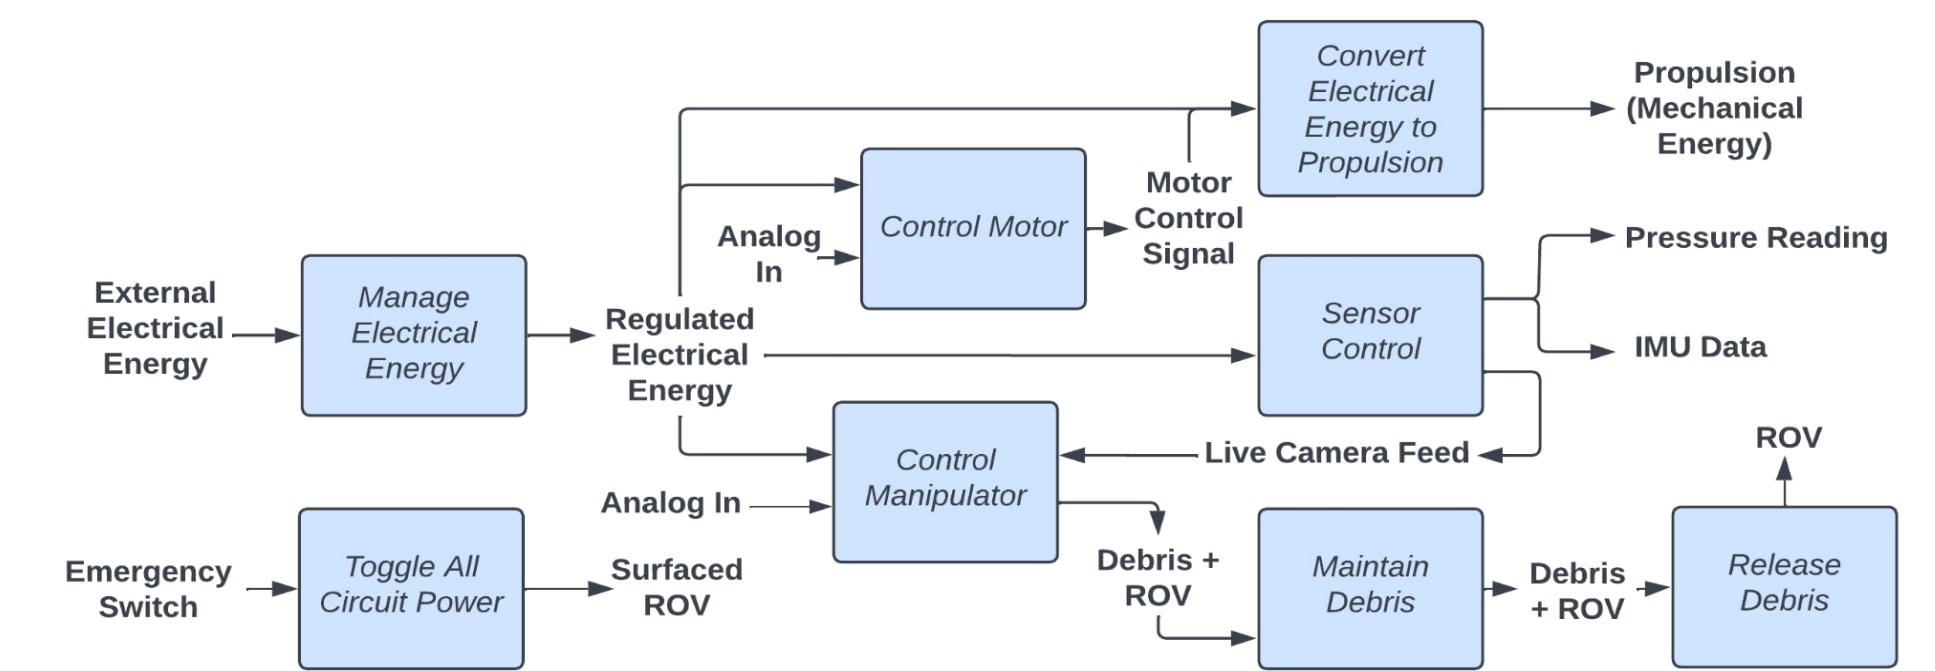 Convert
Electrical
Energy to
Propulsion
Propulsion
(Mechanical
Energy)
Control Motor
Motor
Control
Signal
Analog
In
Pressure Reading
External
Electrical
Energy
Manage
Electrical
Energy
Regulated
Electrical
Energy
Sensor
Control
IMU Data
Control
Manipulator
Live Camera Feed
ROV
Analog In
Emergency
Switch
Toggle All
Circuit Power
Surfaced
ROV
Debris +
ROV
Maintain
Debris
Debris
+ ROV
Release
Debris